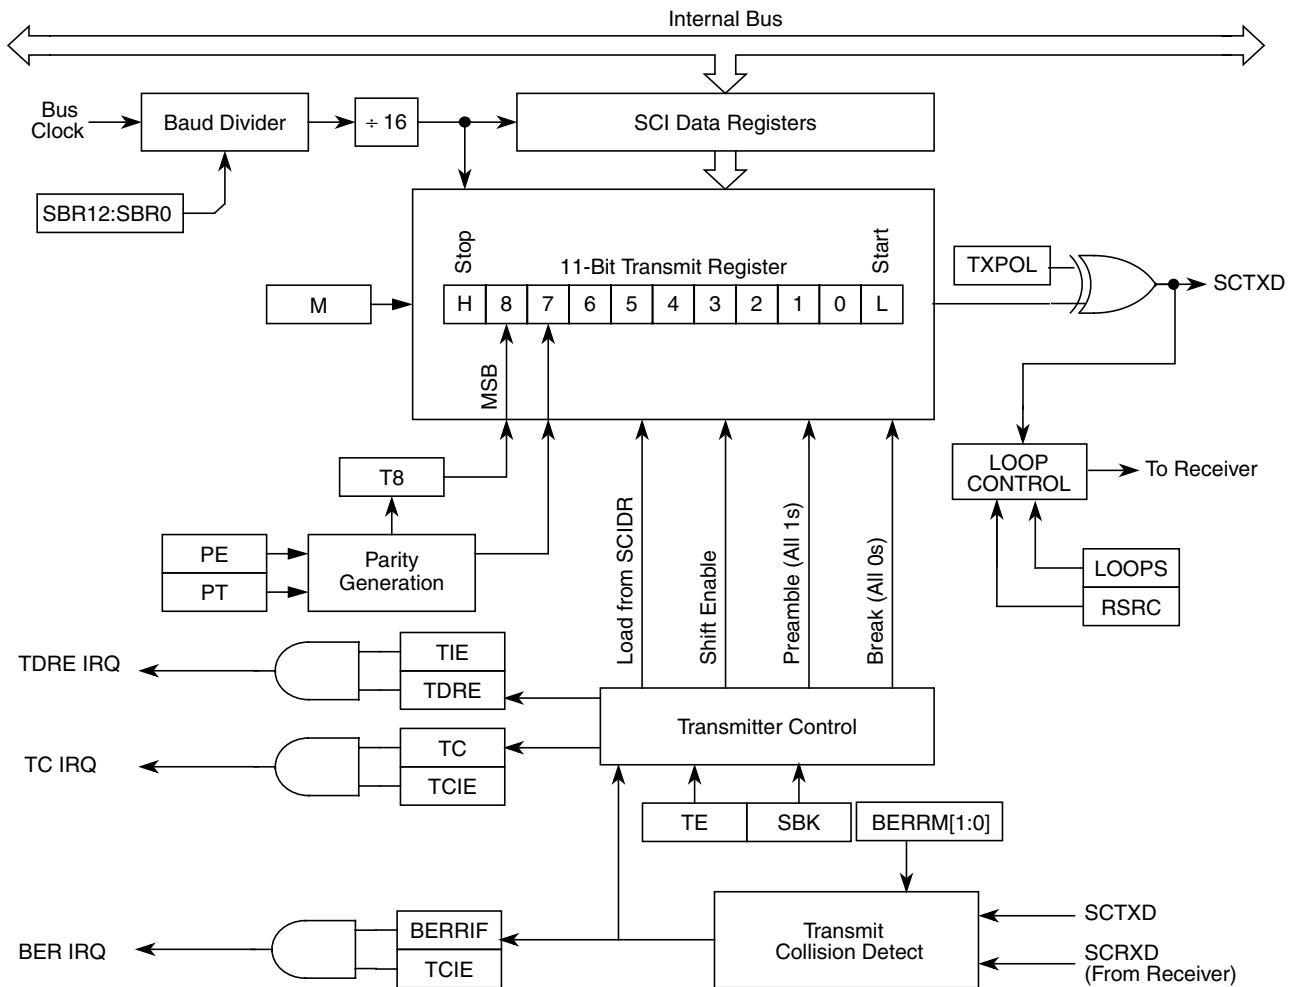 Internal Bus
Bus
Clock
Baud Divider
÷ 16
SCI Data Registers
SBR12:SBR0
Stop
11-Bit Transmit Register
Start
M
H 8 7 6 5 4 3 2 1 0 L
TXPOL
SCTXD
MSB
T8
LOOP
CONTROL
To Receiver
PE
PT
Parity
Generation
Load from SCIDR
Shift Enable
Preamble (All 1s)
Break (All 0s)
LOOPS
RSRC
TDRE IRQ
TIE
TDRE
Transmitter Control
TC IRQ
TC
TCIE
TE
SBK
BERRM[1:0]
BER IRQ
BERRIF
TCIE
Transmit
Collision Detect
SCTXD
SCRXD
(From Receiver)